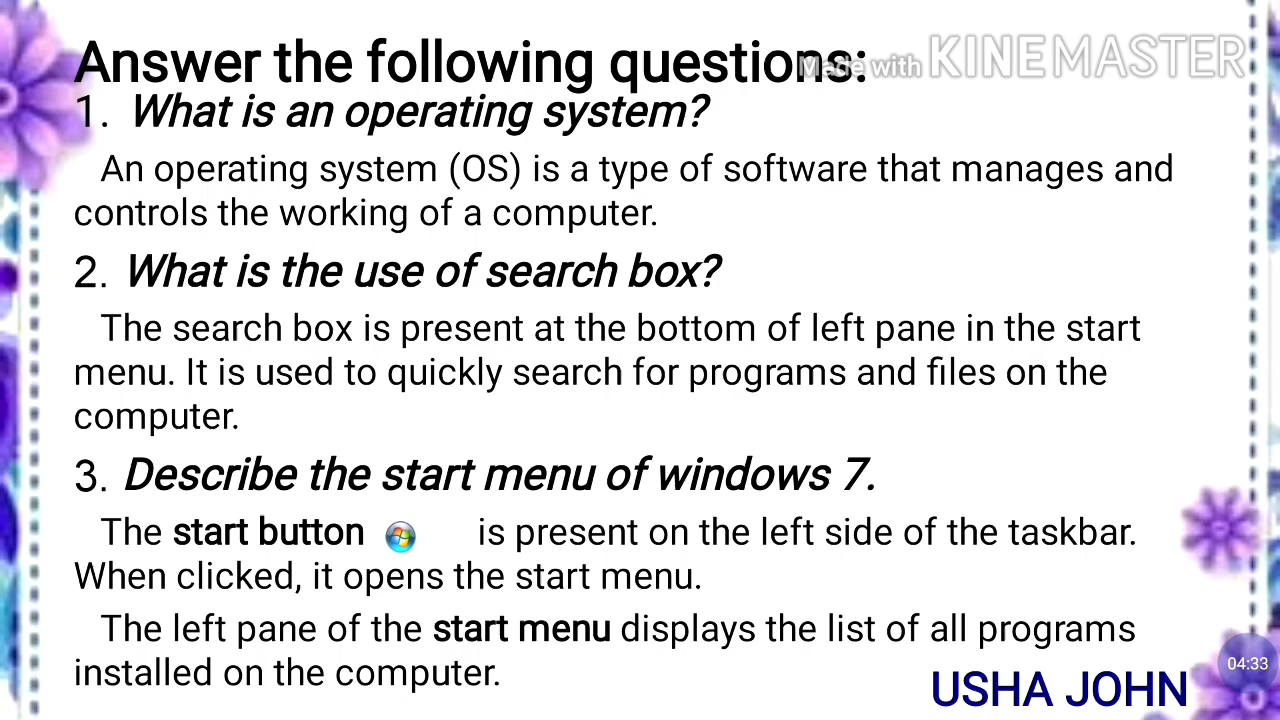 Answer the following questions:
Made with KINEMASTER
1. What is an operating system?
An operating system (OS) is a type of software that manages and
controls the working of a computer.
2. What is the use of search box?
The search box is present at the bottom of left pane in the start
menu. It is used to quickly search for programs and files on the
computer.
3. Describe the start menu of windows 7.
The start button is present on the left side of the taskbar.
When clicked, it opens the start menu.
The left pane of the start menu displays the list of all programs
installed on the computer.
04:33
USHA JOHN